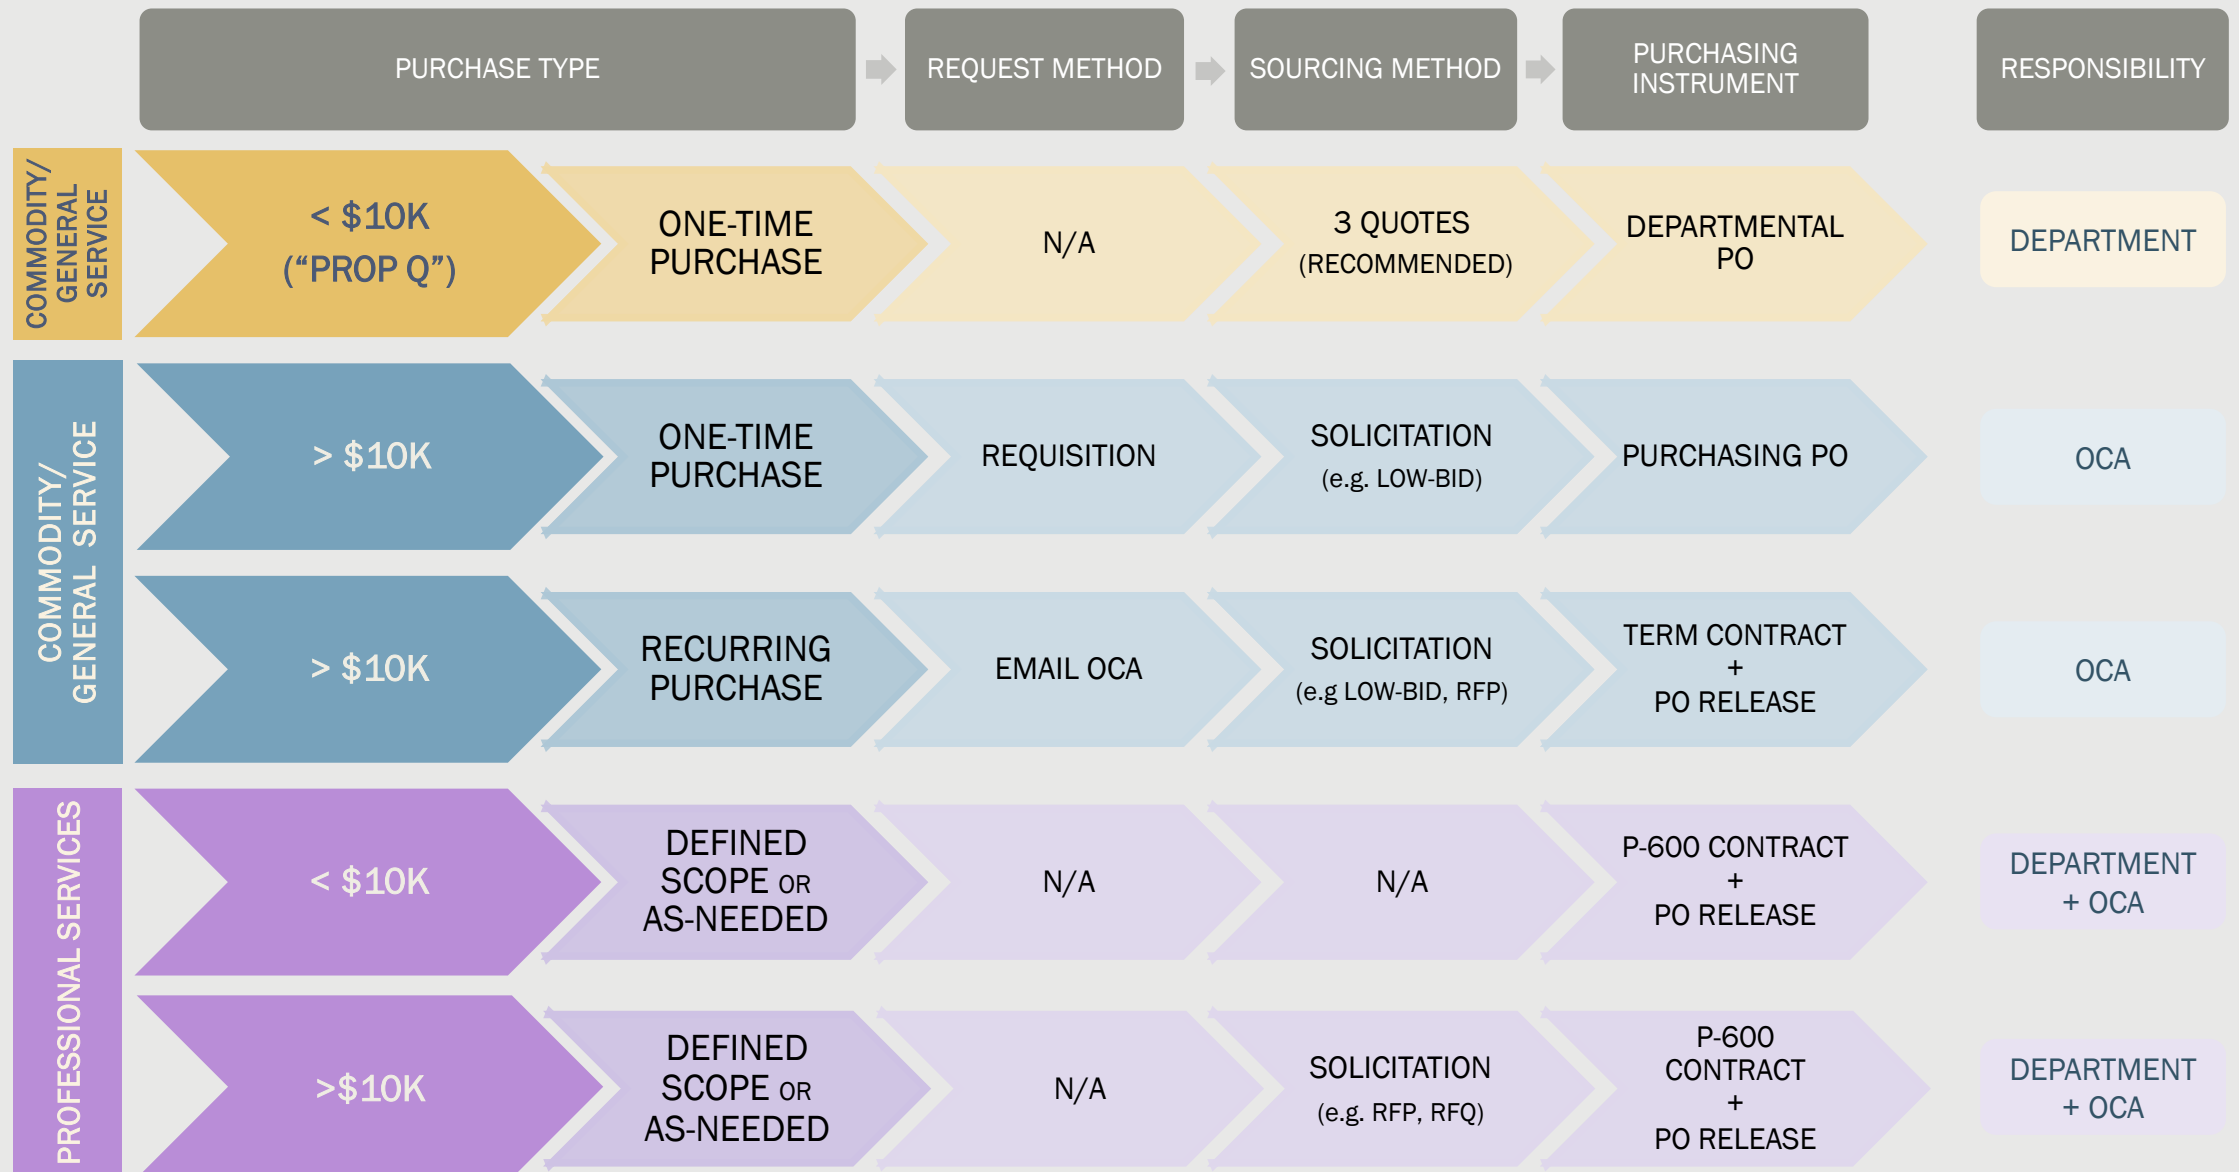 PURCHASE TYPE
REQUEST METHOD
SOURCING METHOD
PURCHASING
INSTRUMENT
RESPONSIBILITY
COMMODITY/
GENERAL
SERVICE
< $10K
(“PROP Q”)
ONE-TIME
PURCHASE
N/A
3 QUOTES
(RECOMMENDED)
DEPARTMENTAL
PO
DEPARTMENT
COMMODITY/
GENERAL SERVICE
> $10K
ONE-TIME
PURCHASE
REQUISITION
SOLICITATION
(e.g. LOW-BID)
PURCHASING PO
OCA
> $10K
RECURRING
PURCHASE
EMAIL OCA
SOLICITATION
(e.g LOW-BID, RFP)
TERM CONTRACT
+
PO RELEASE
OCA
PROFESSIONAL SERVICES
< $10K
DEFINED
SCOPE OR
AS-NEEDED
N/A
N/A
P-600 CONTRACT
+
PO RELEASE
DEPARTMENT
+ OCA
>$10K
DEFINED
SCOPE OR
AS-NEEDED
N/A
SOLICITATION
(e.g. RFP, RFQ)
P-600
CONTRACT
+
PO RELEASE
DEPARTMENT
+ OCA